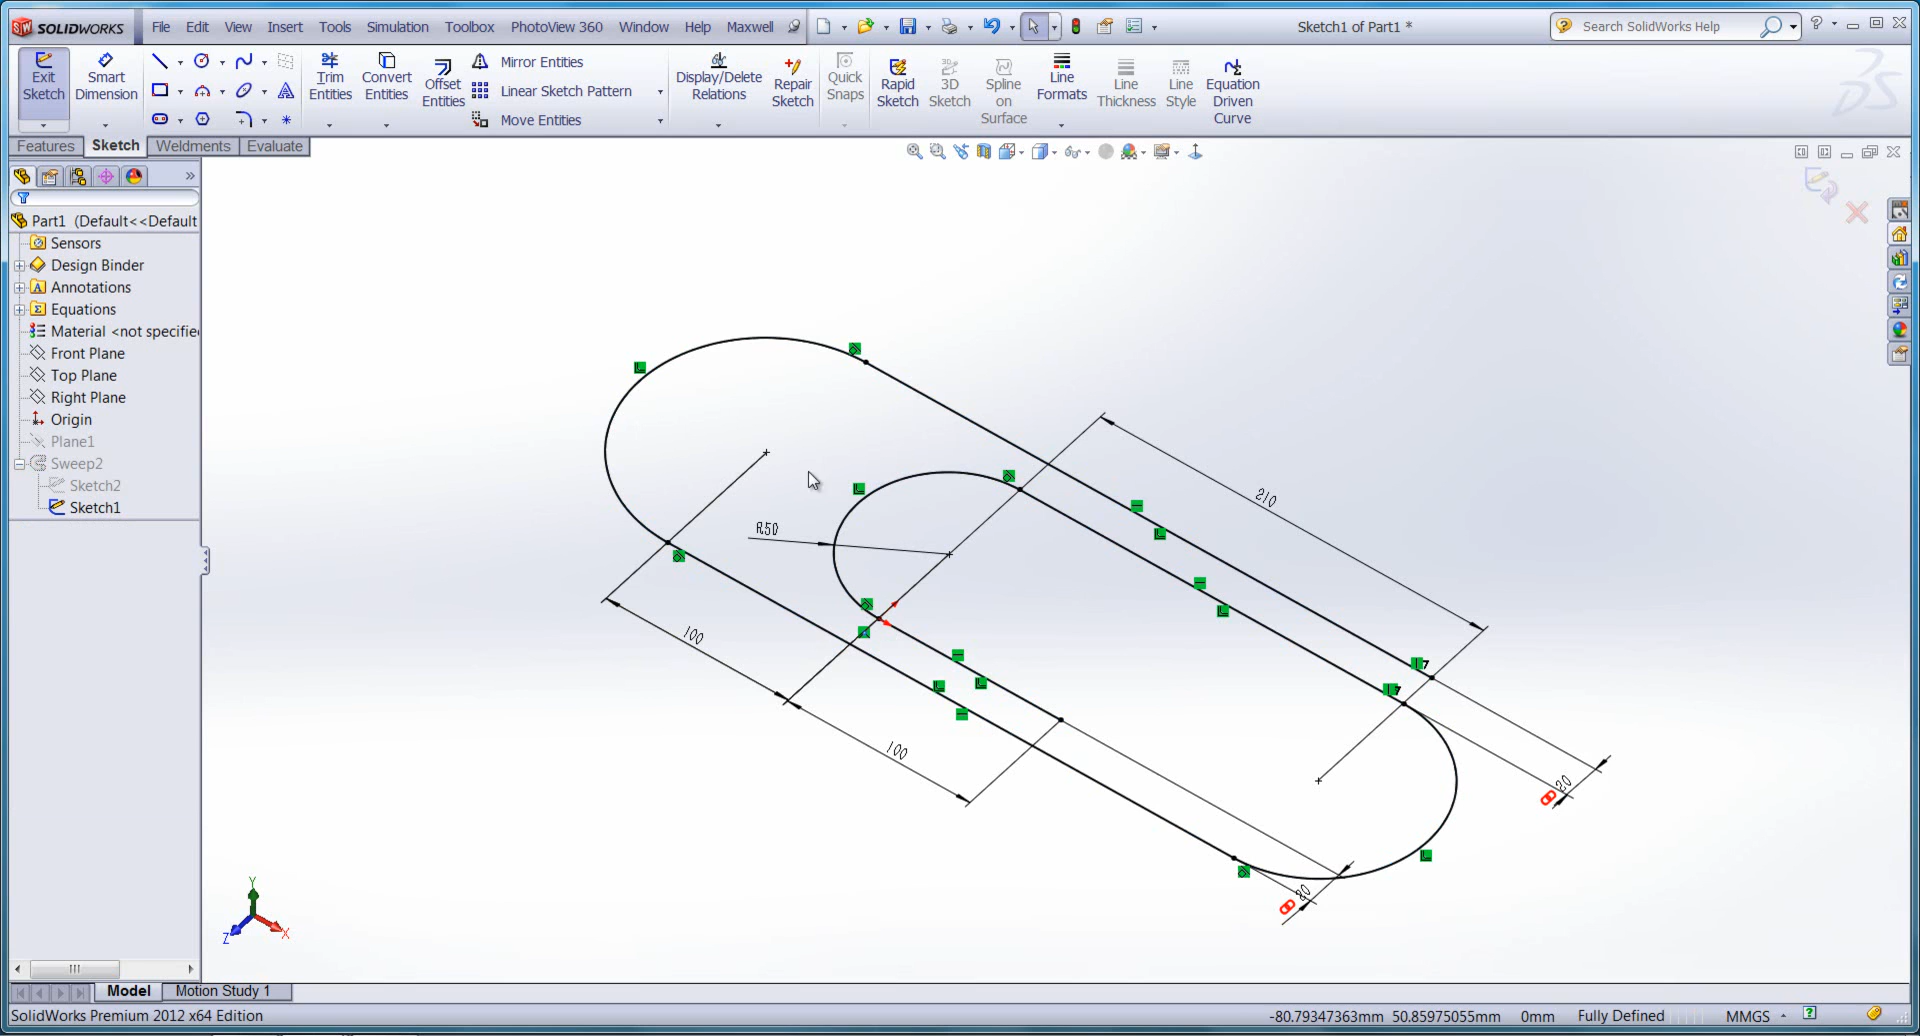 SW SOLIDWORKS File Edit View Insert Tools Simulation Toolbox PhotoView 360 Window Help Maxwell Sketch1 of Part1 * Search SolidWorks Help
Exit Sketch
Smart Dimension
Trim Entities
Convert Entities
Offset Entities
Mirror Entities
Linear Sketch Pattern
Move Entities
Display/Delete Relations
Repair Sketch
Quick Snaps
Rapid Sketch
3D Sketch
Spline on Surface
Line Formats
Line Thickness
Line Style
Equation Driven Curve
Features Sketch Weldments Evaluate
Part1 (Default<<Default
Sensors
Design Binder
Annotations
Equations
Material <not specifie
Front Plane
Top Plane
Right Plane
Origin
Plane1
Sweep2
Sketch2
Sketch1
210
R50
100
100
20
20
Y
Z
X
Model Motion Study 1
SolidWorks Premium 2012 x64 Edition -80.79347363mm 50.85975055mm 0mm Fully Defined MMGS